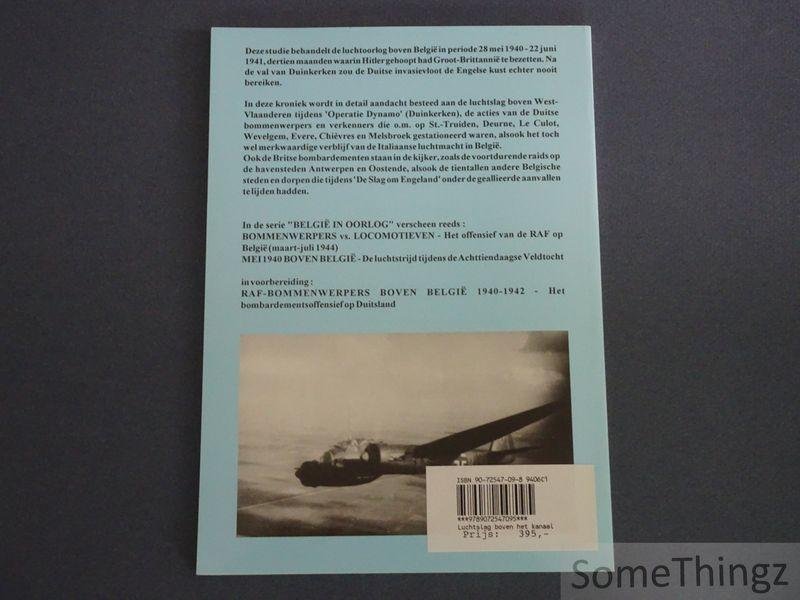 Deze studie behandelt de luchtoorlog boven België in periode 28 mei 1940 - 22 juni
1941, dertien maanden waarin Hitler gehoopt had Groot-Brittannië te bezetten. Na
de val van Duinkerken zou de Duitse invasievloot de Engelse kust echter nooit
bereiken.
In deze kroniek wordt in detail aandacht besteed aan de luchtslag boven West-
Vlaanderen tijdens 'Operatie Dynamo' (Duinkerken), de acties van de Duitse
bommenwerpers en verkenners die o.m. op St.-Truiden, Deurne, Le Culot,
Wevelgem, Evere, Chièvres en Melsbroek gestationeerd waren, alsook het toch
wel merkwaardige verblijf van de Italiaanse luchtmacht in België.
Ook de Britse bombardementen staan in de kijker, zoals de voortdurende raids op
de havensteden Antwerpen en Oostende, alsook de tientallen andere Belgische
steden en dorpen die tijdens 'De Slag om Engeland' onder de geallieerde aanvallen
te lijden hadden.
In de serie "BELGIË IN OORLOG" verscheen reeds :
BOMMENWERPERS vs. LOCOMOTIEVEN - Het offensief van de RAF op
België (maart-juli 1944)
MEI 1940 BOVEN BELGIË - De luchtstrijd tijdens de Achttiendaagse Veldtocht
in voorbereiding :
RAF-BOMMENWERPERS BOVEN BELGIË 1940-1942 - Het
bombardementsoffensief op Duitsland
ISBN 90-72547-09-8 9406C1
***9789072547095***
Luchtslag boven het kanaal
Prijs: 395,-
SomeThingz